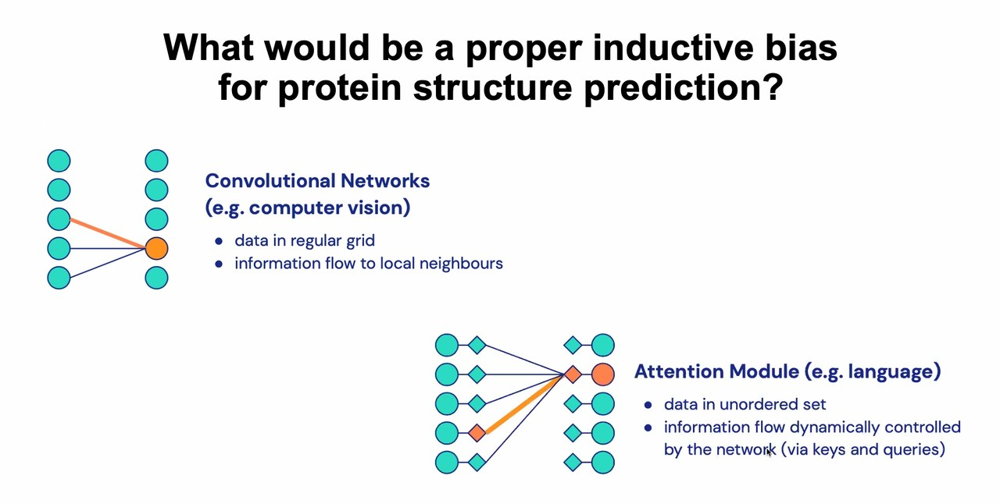 What would be a proper inductive bias
for protein structure prediction?
Convolutional Networks
(e.g. computer vision)
● data in regular grid
● information flow to local neighbours
Attention Module (e.g. language)
● data in unordered set
● information flow dynamically controlled
by the network (via keys and queries)